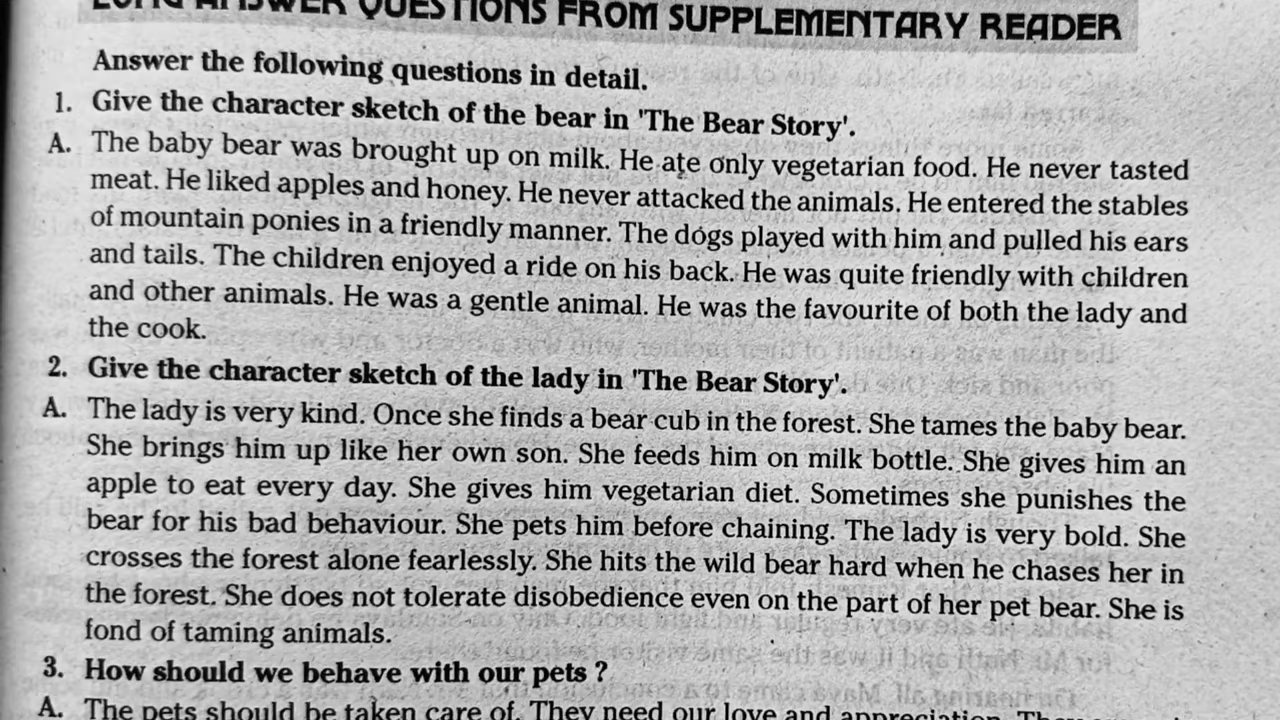 LONG ANSWER QUESTIONS FROM SUPPLEMENTARY READER
Answer the following questions in detail.
1. Give the character sketch of the bear in 'The Bear Story'.
A. The baby bear was brought up on milk. He ate only vegetarian food. He never tasted
meat. He liked apples and honey. He never attacked the animals. He entered the stables
of mountain ponies in a friendly manner. The dogs played with him and pulled his ears
and tails. The children enjoyed a ride on his back. He was quite friendly with children
and other animals. He was a gentle animal. He was the favourite of both the lady and
the cook.
2. Give the character sketch of the lady in 'The Bear Story'.
A. The lady is very kind. Once she finds a bear cub in the forest. She tames the baby bear.
She brings him up like her own son. She feeds him on milk bottle. She gives him an
apple to eat every day. She gives him vegetarian diet. Sometimes she punishes the
bear for his bad behaviour. She pets him before chaining. The lady is very bold. She
crosses the forest alone fearlessly. She hits the wild bear hard when he chases her in
the forest. She does not tolerate disobedience even on the part of her pet bear. She is
fond of taming animals.
3. How should we behave with our pets ?
A. The pets should be taken care of. They need our love and appreciation. They